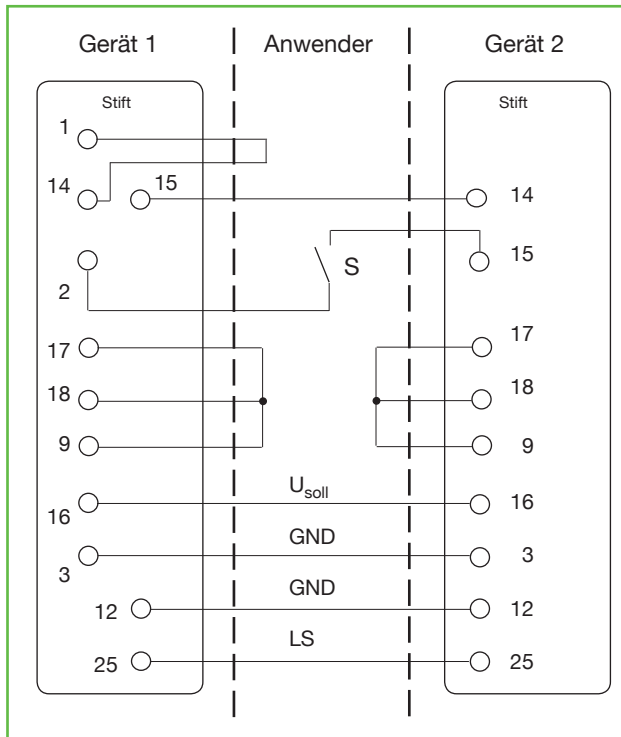 Gerät 1 Anwender Gerät 2
Stift Stift
1
14 15 14
15
2 S
17 17
18 18
9 9
16 U_soll 16
3 GND 3
12 GND 12
25 LS 25